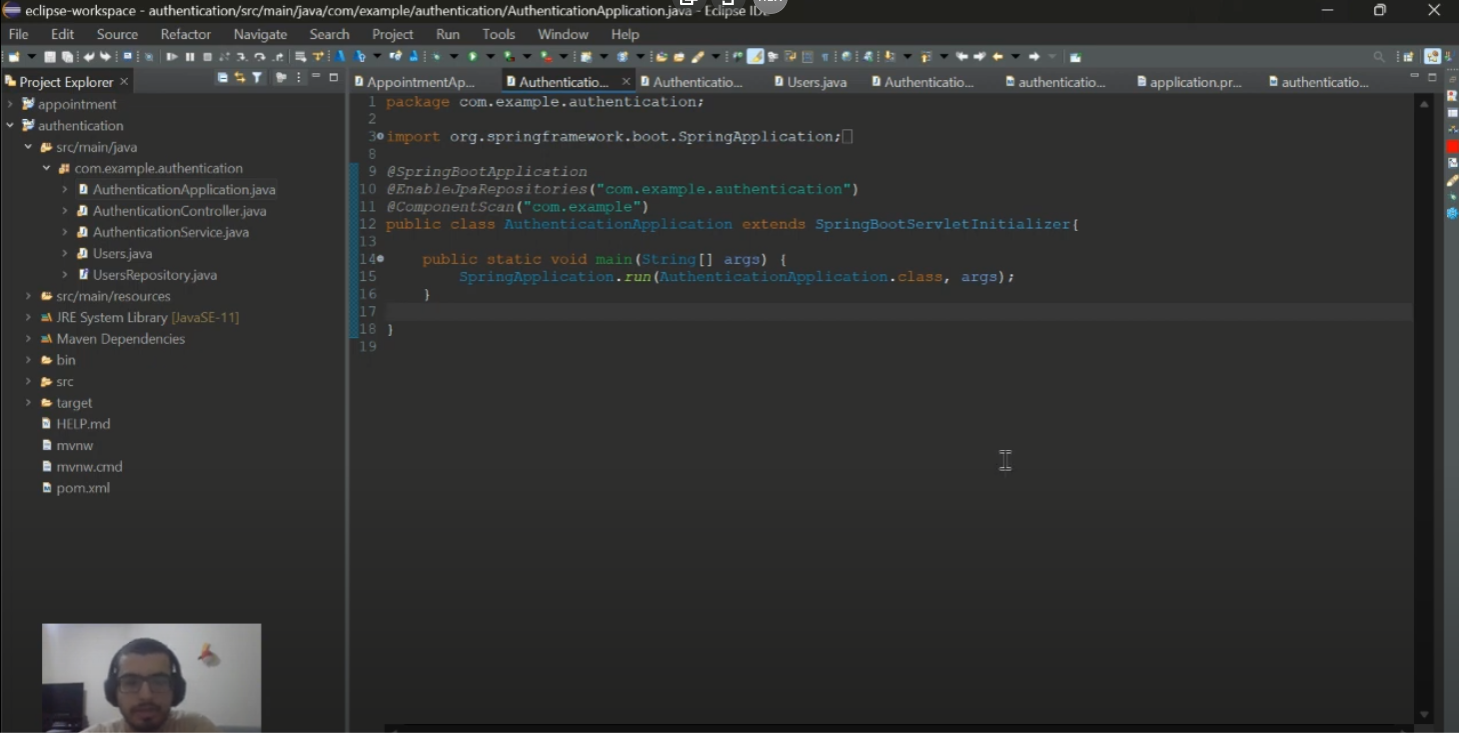 eclipse-workspace - authentication/src/main/java/com/example/authentication/AuthenticationApplication.java - Eclipse IDE
File Edit Source Refactor Navigate Search Project Run Tools Window Help
Project Explorer
AppointmentAp... Authenticatio... Authenticatio... Users.java Authenticatio... authenticatio... application.pr... authenticatio...
appointment
authentication
src/main/java
com.example.authentication
AuthenticationApplication.java
AuthenticationController.java
AuthenticationService.java
Users.java
UsersRepository.java
src/main/resources
JRE System Library [JavaSE-11]
Maven Dependencies
bin
src
target
HELP.md
mvnw
mvnw.cmd
pom.xml
1 package com.example.authentication;
2
3 import org.springframework.boot.SpringApplication;
8
9 @SpringBootApplication
10 @EnableJpaRepositories("com.example.authentication")
11 @ComponentScan("com.example")
12 public class AuthenticationApplication extends SpringBootServletInitializer{
13
14 public static void main(String[] args) {
15 SpringApplication.run(AuthenticationApplication.class, args);
16 }
17
18 }
19